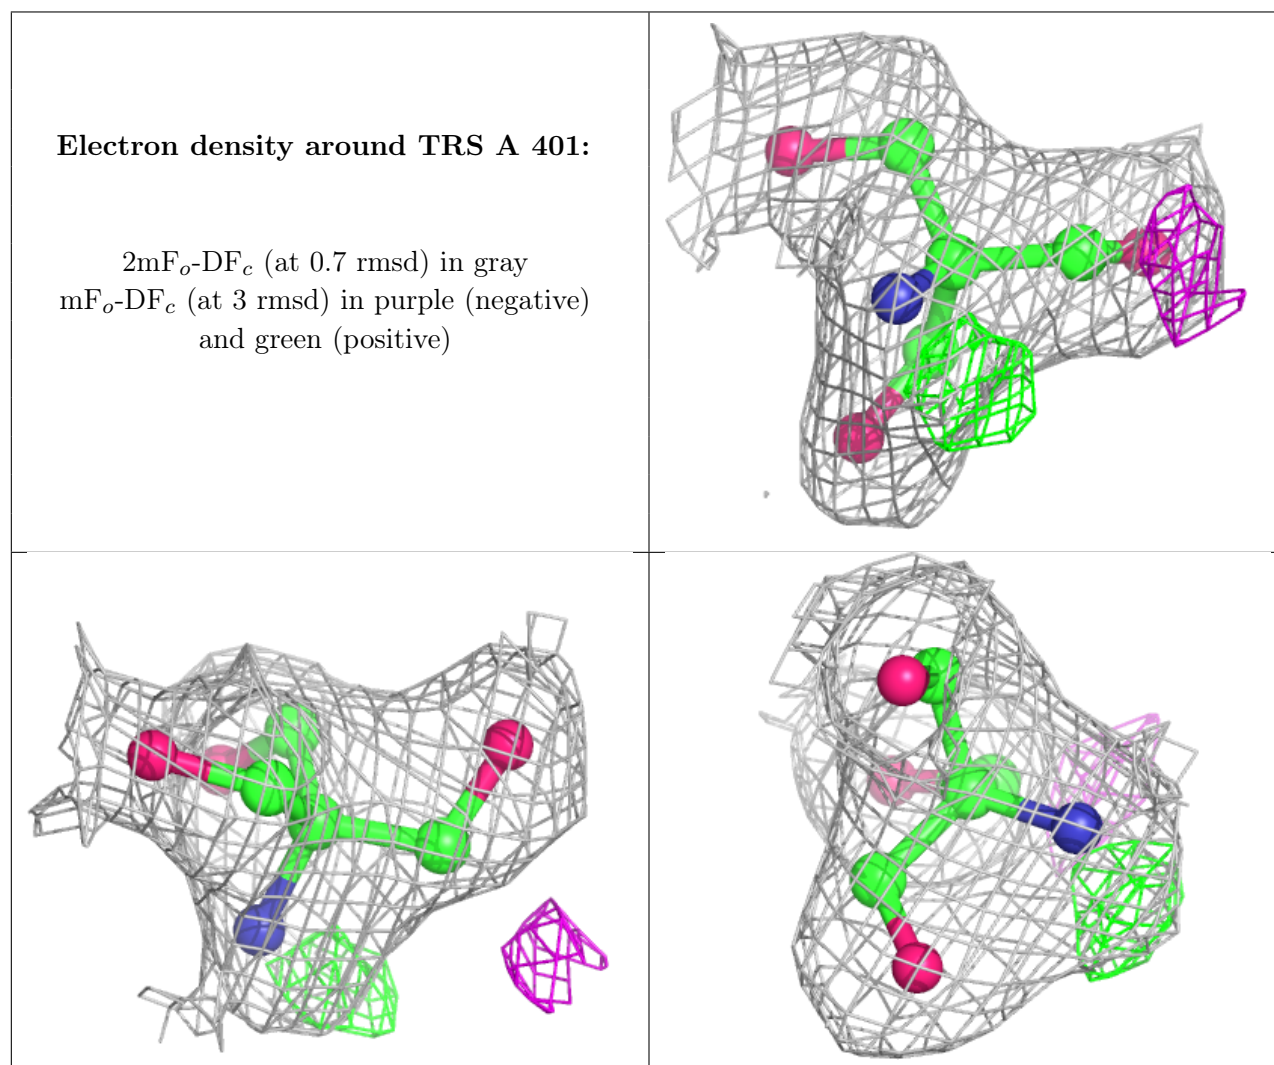 Electron density around TRS A 401:
2mFo-DFc (at 0.7 rmsd) in gray
mFo-DFc (at 3 rmsd) in purple (negative)
and green (positive)